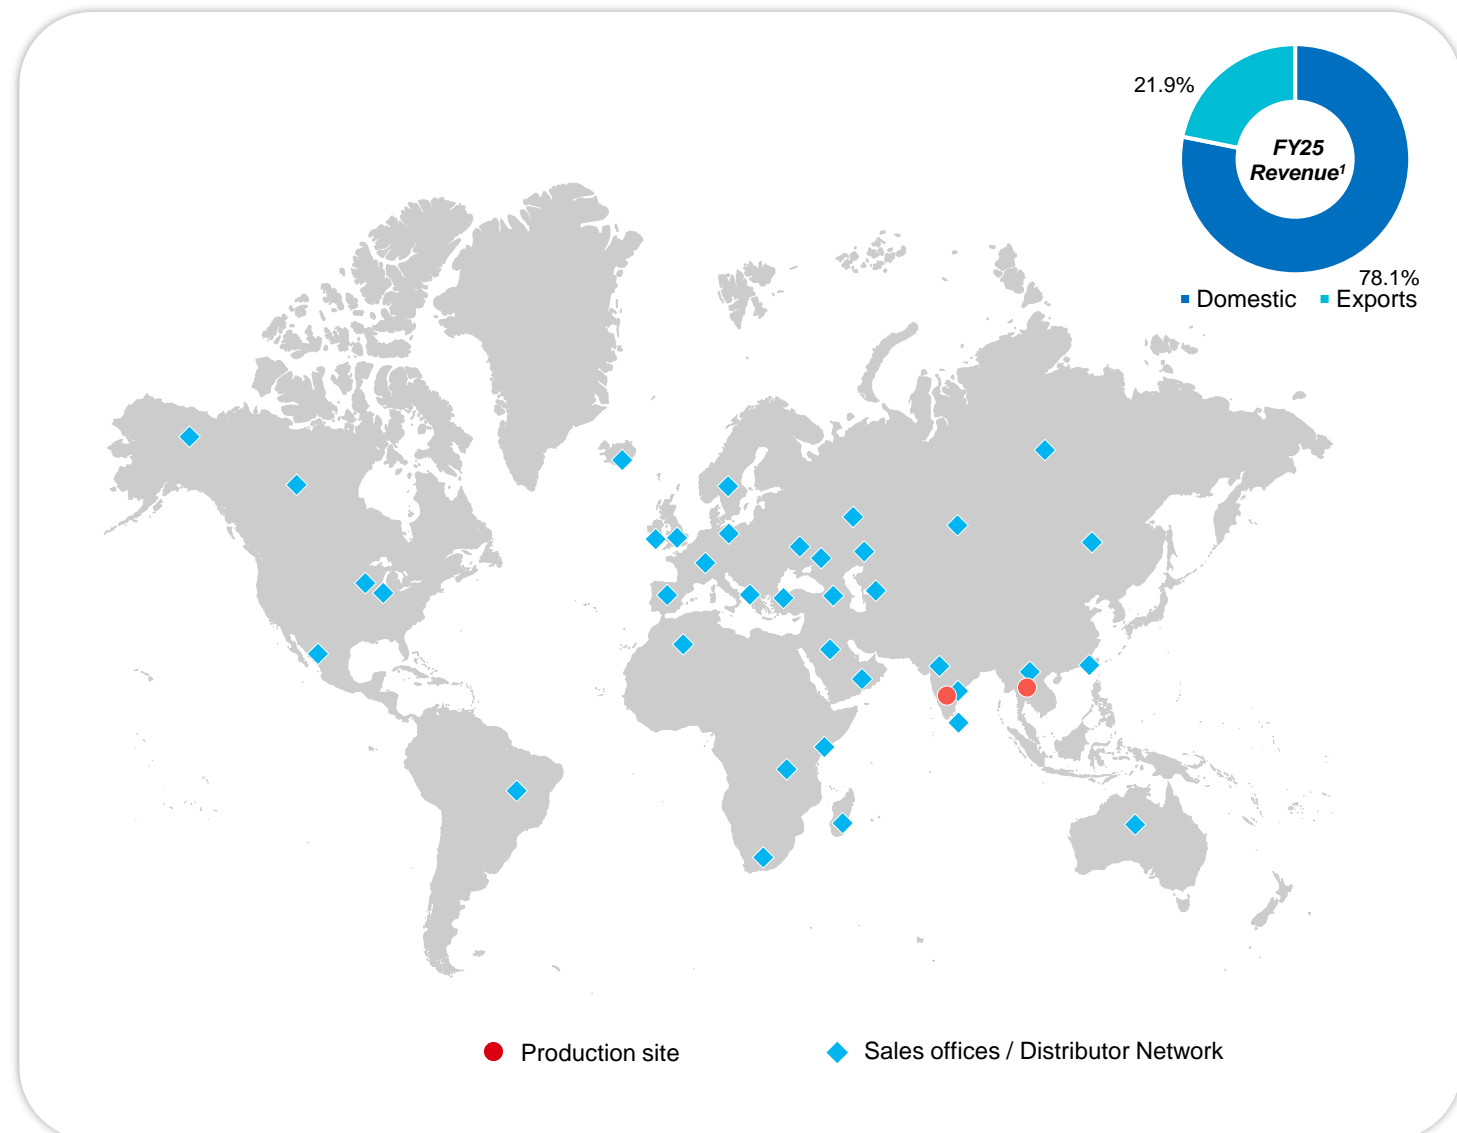 21.9%
FY25
Revenue¹
78.1%
Domestic Exports
Production site
Sales offices / Distributor Network